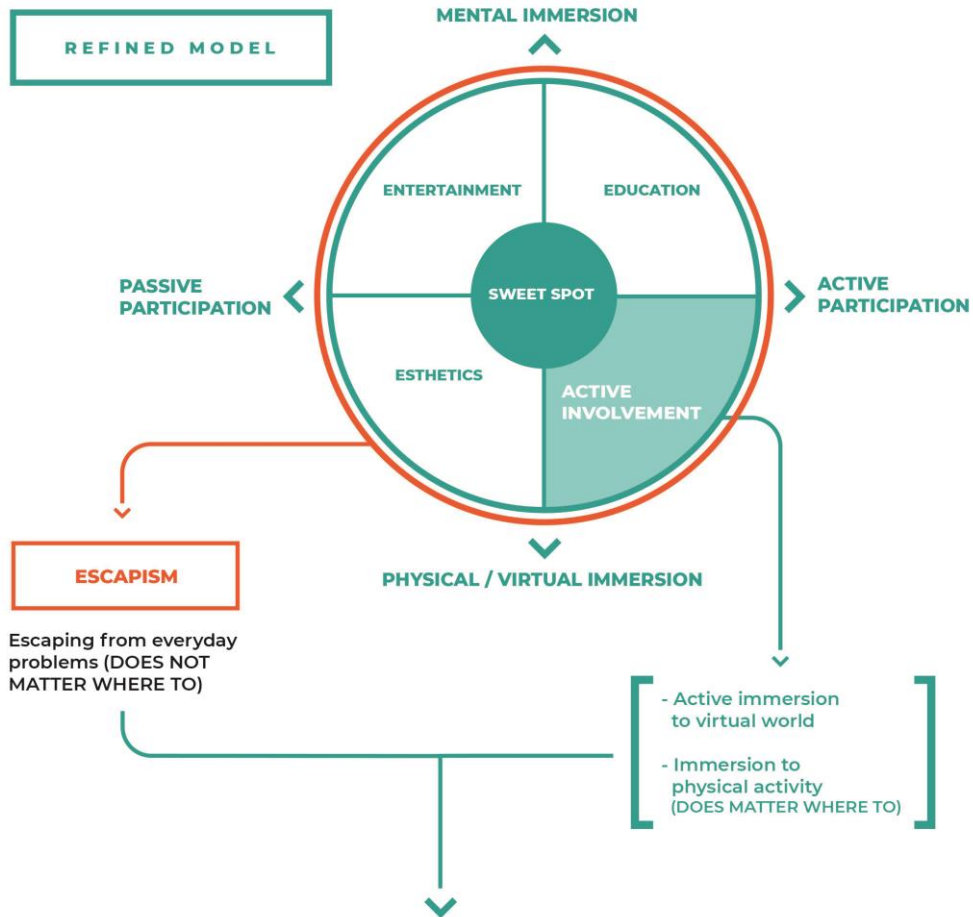 REFINED MODEL
MENTAL IMMERSION
ENTERTAINMENT
EDUCATION
PASSIVE
PARTICIPATION
SWEET SPOT
ACTIVE
PARTICIPATION
ESTHETICS
ACTIVE
INVOLVEMENT
PHYSICAL / VIRTUAL IMMERSION
ESCAPISM
Escaping from everyday
problems (DOES NOT
MATTER WHERE TO)
- Active immersion
to virtual world
- Immersion to
physical activity
(DOES MATTER WHERE TO)